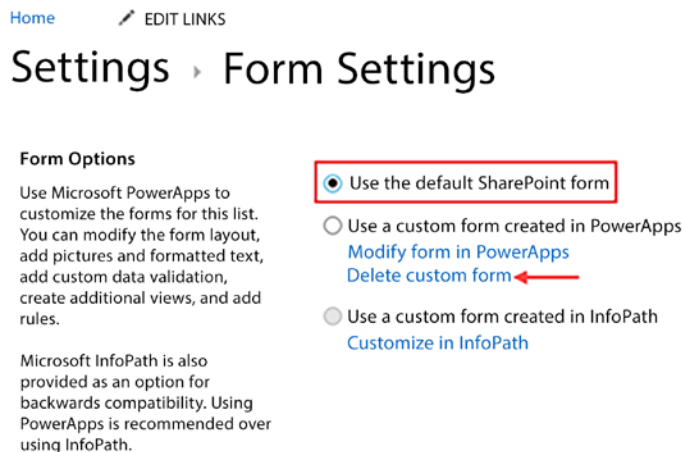 Home EDIT LINKS
Settings › Form Settings
Form Options
Use Microsoft PowerApps to
customize the forms for this list.
You can modify the form layout,
add pictures and formatted text,
add custom data validation,
create additional views, and add
rules.
Microsoft InfoPath is also
provided as an option for
backwards compatibility. Using
PowerApps is recommended over
using InfoPath.
Use the default SharePoint form
Use a custom form created in PowerApps
Modify form in PowerApps
Delete custom form
Use a custom form created in InfoPath
Customize in InfoPath